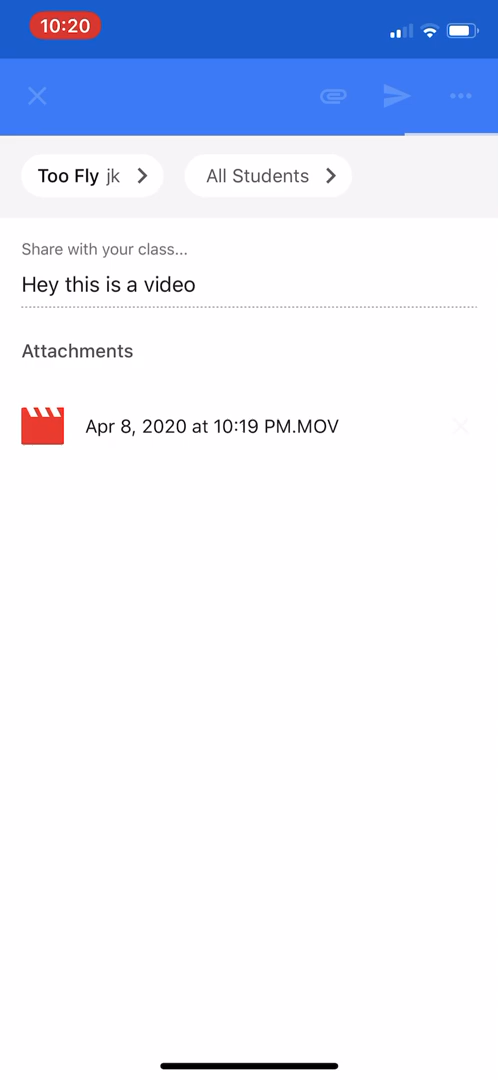 10:20
Too Fly jk
All Students
Share with your class...
Hey this is a video
Attachments
Apr 8, 2020 at 10:19 PM.MOV